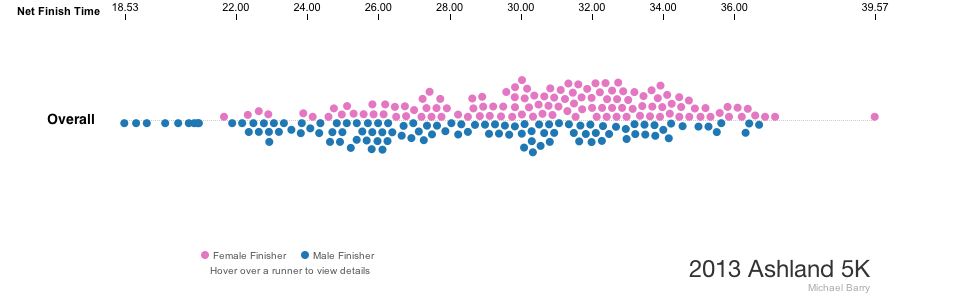 Net Finish Time 18.53 22.00 24.00 26.00 28.00 30.00 32.00 34.00 36.00 39.57
Overall
Female Finisher Male Finisher
Hover over a runner to view details
2013 Ashland 5K
Michael Barry